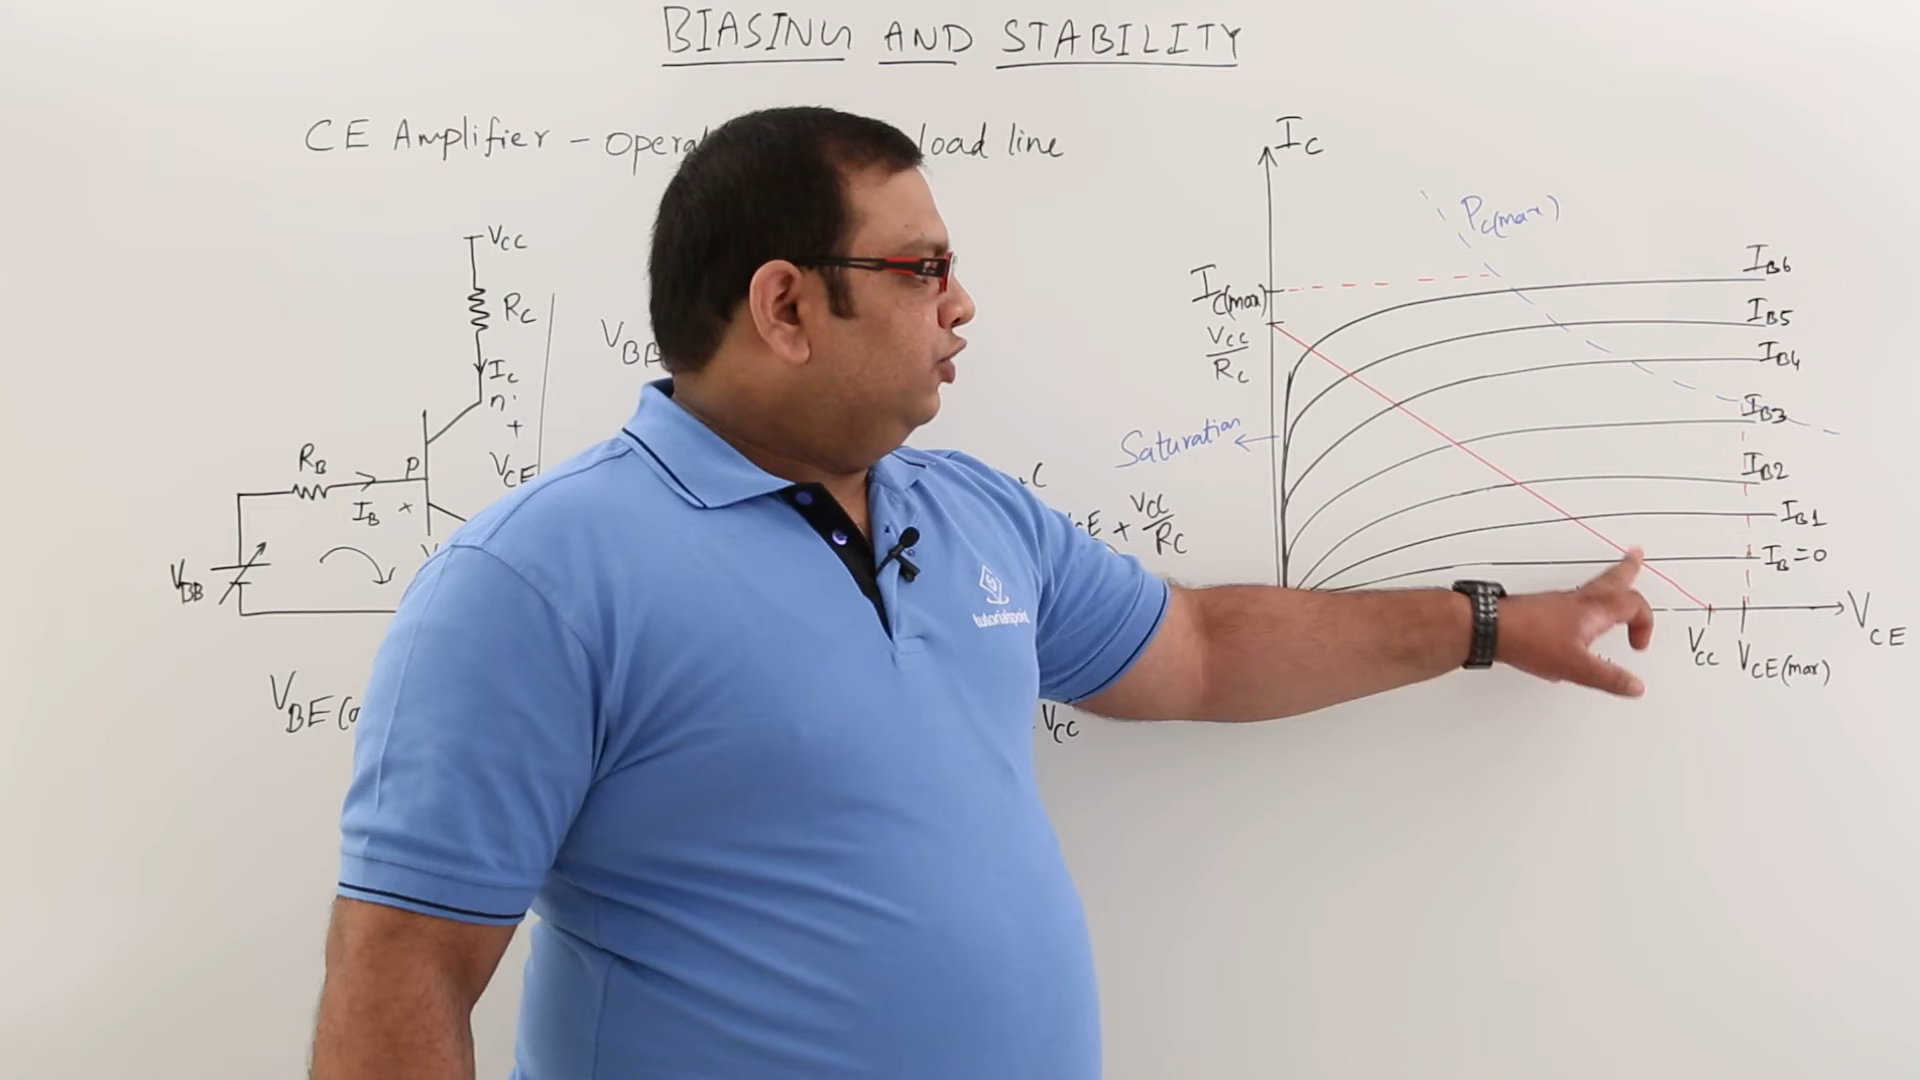 BIASING AND STABILITY
CE Amplifier - Opera load line
VCC
RC
IC
n
+
VCE
RB
P
IB +
VBB
VBB
VBE
C
E + VCC/RC
VCC
tutorialspoint
IC
PC(max)
IC(max)
VCC/RC
Saturation
IB6
IB5
IB4
IB3
IB2
IB1
IB=0
VCC
VCE(max)
VCE